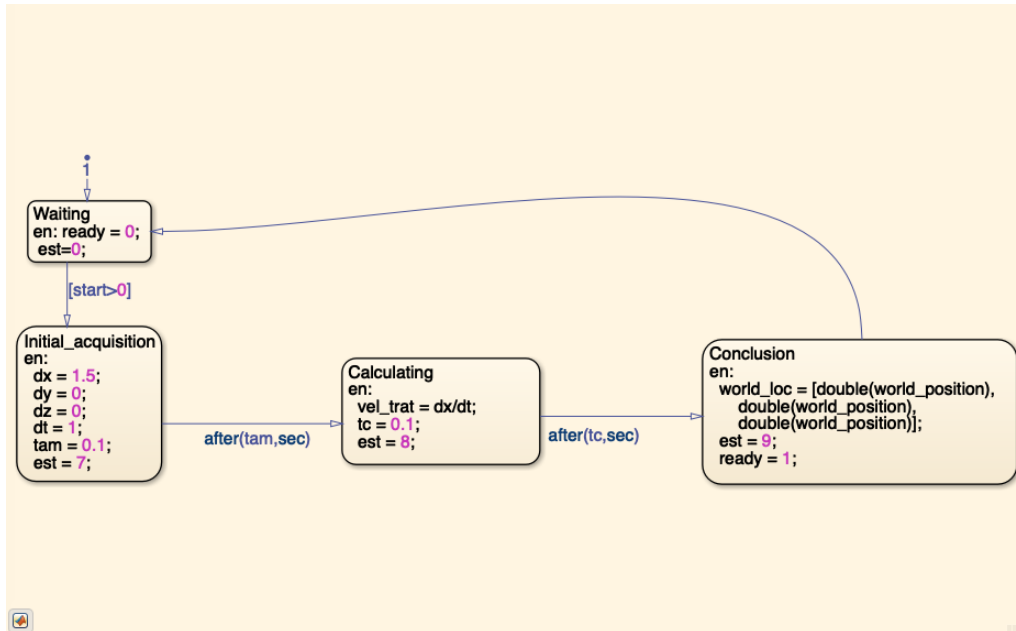 1
Waiting
en: ready = 0;
est=0;
[start>0]
Initial_acquisition
en:
dx = 1.5;
dy = 0;
dz = 0;
dt = 1;
tam = 0.1;
est = 7;
after(tam,sec)
Calculating
en:
vel_trat = dx/dt;
tc = 0.1;
est = 8;
after(tc,sec)
Conclusion
en:
world_loc = [double(world_position),
double(world_position),
double(world_position)];
est = 9;
ready = 1;